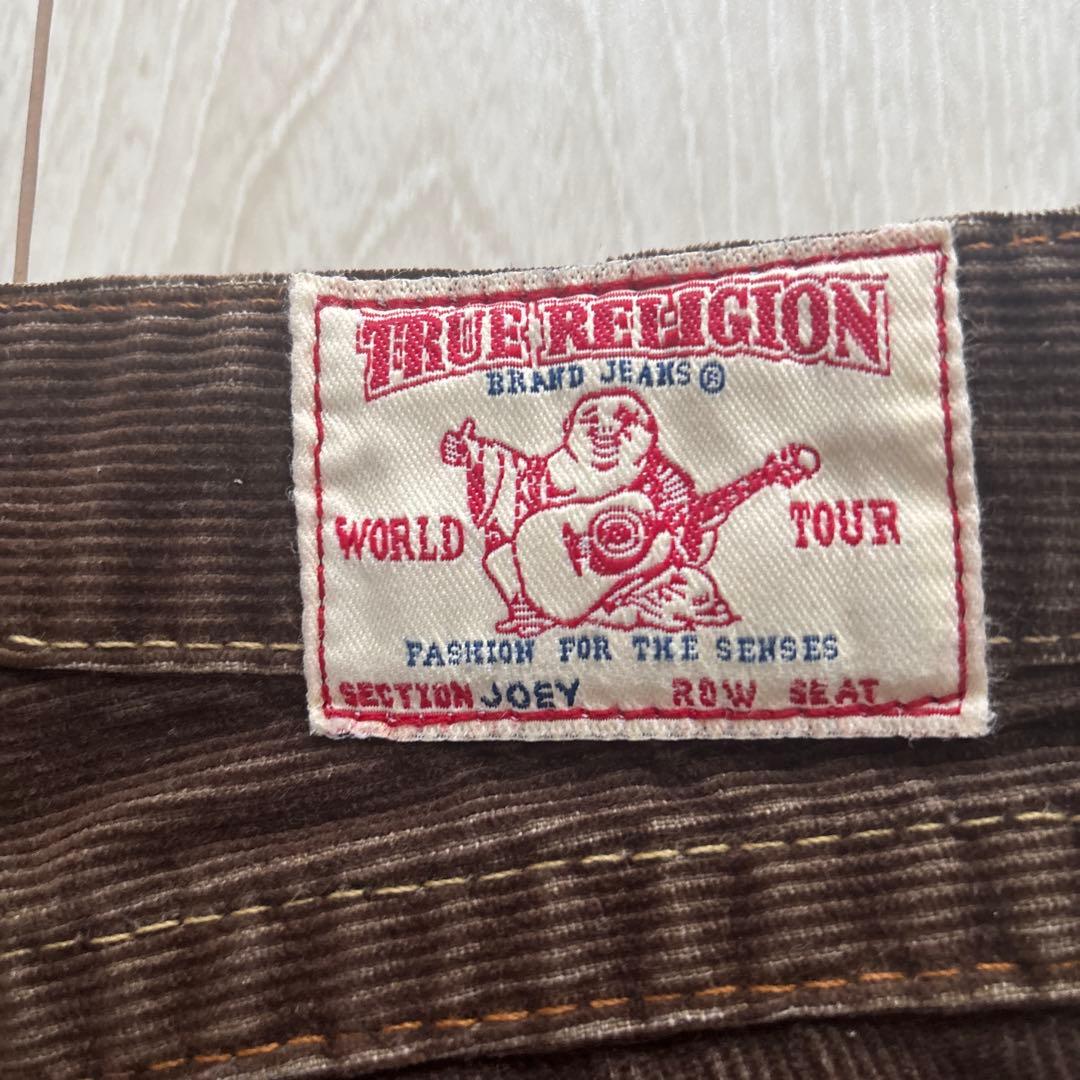 TRUE RELIGION
BRAND JEANS®
WORLD TOUR
FASHION FOR THE SENSES
SECTION JOEY ROW SEAT